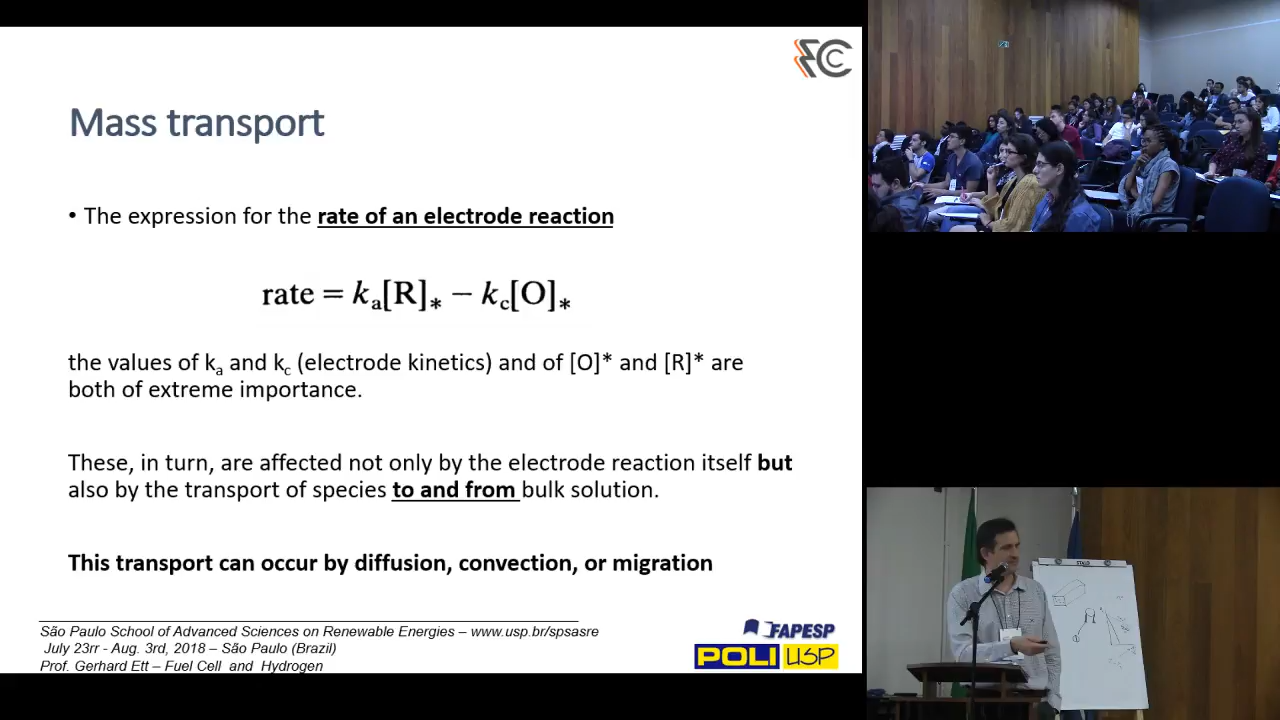 FC
Mass transport
• The expression for the rate of an electrode reaction
rate = kₐ[R]* − k_c[O]*
the values of kₐ and k_c (electrode kinetics) and of [O]* and [R]* are
both of extreme importance.
These, in turn, are affected not only by the electrode reaction itself but
also by the transport of species to and from bulk solution.
This transport can occur by diffusion, convection, or migration
São Paulo School of Advanced Sciences on Renewable Energies – www.usp.br/spsasre
July 23rr - Aug. 3rd, 2018 – São Paulo (Brazil)
Prof. Gerhard Ett – Fuel Cell and Hydrogen
FAPESP
POLI USP